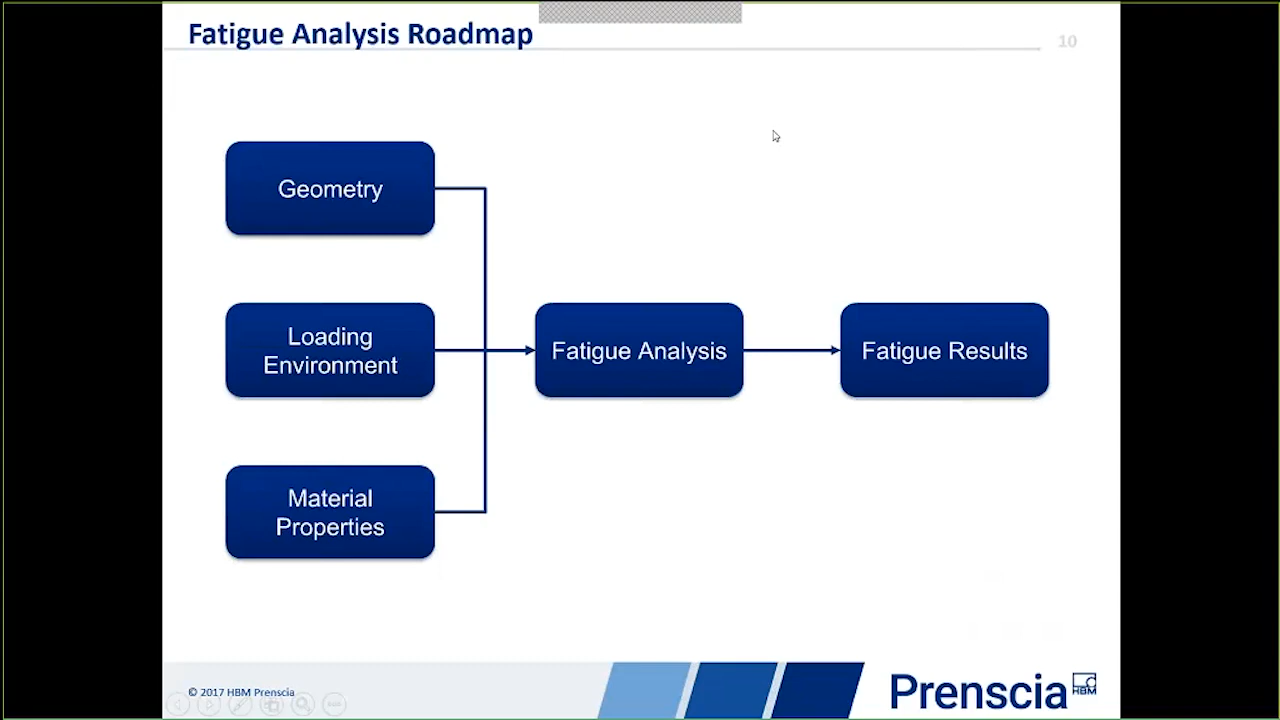 Fatigue Analysis Roadmap
10
Geometry
Loading
Environment
Fatigue Analysis
Fatigue Results
Material
Properties
© 2017 HBM Prenscia
Prenscia
HBM